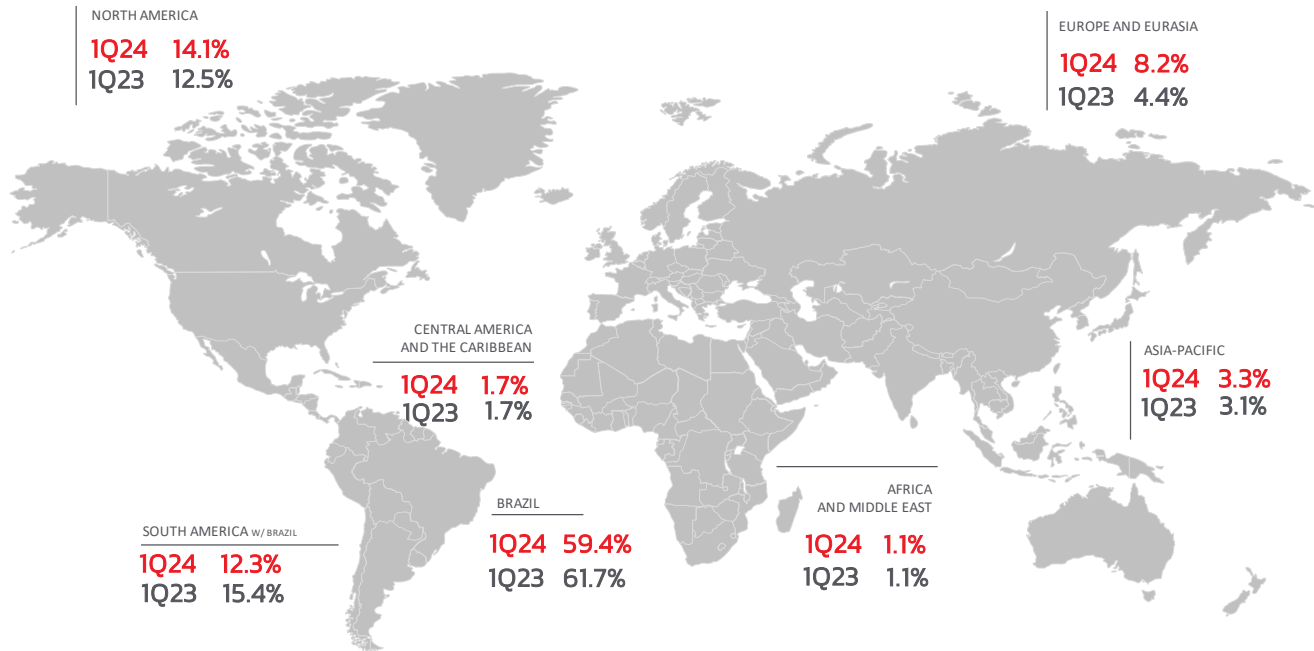 NORTH AMERICA
1Q24 14.1%
1Q23 12.5%
EUROPE AND EURASIA
1Q24 8.2%
1Q23 4.4%
CENTRAL AMERICA
AND THE CARIBBEAN
1Q24 1.7%
1Q23 1.7%
ASIA-PACIFIC
1Q24 3.3%
1Q23 3.1%
SOUTH AMERICA W/ BRAZIL
1Q24 12.3%
1Q23 15.4%
BRAZIL
1Q24 59.4%
1Q23 61.7%
AFRICA
AND MIDDLE EAST
1Q24 1.1%
1Q23 1.1%